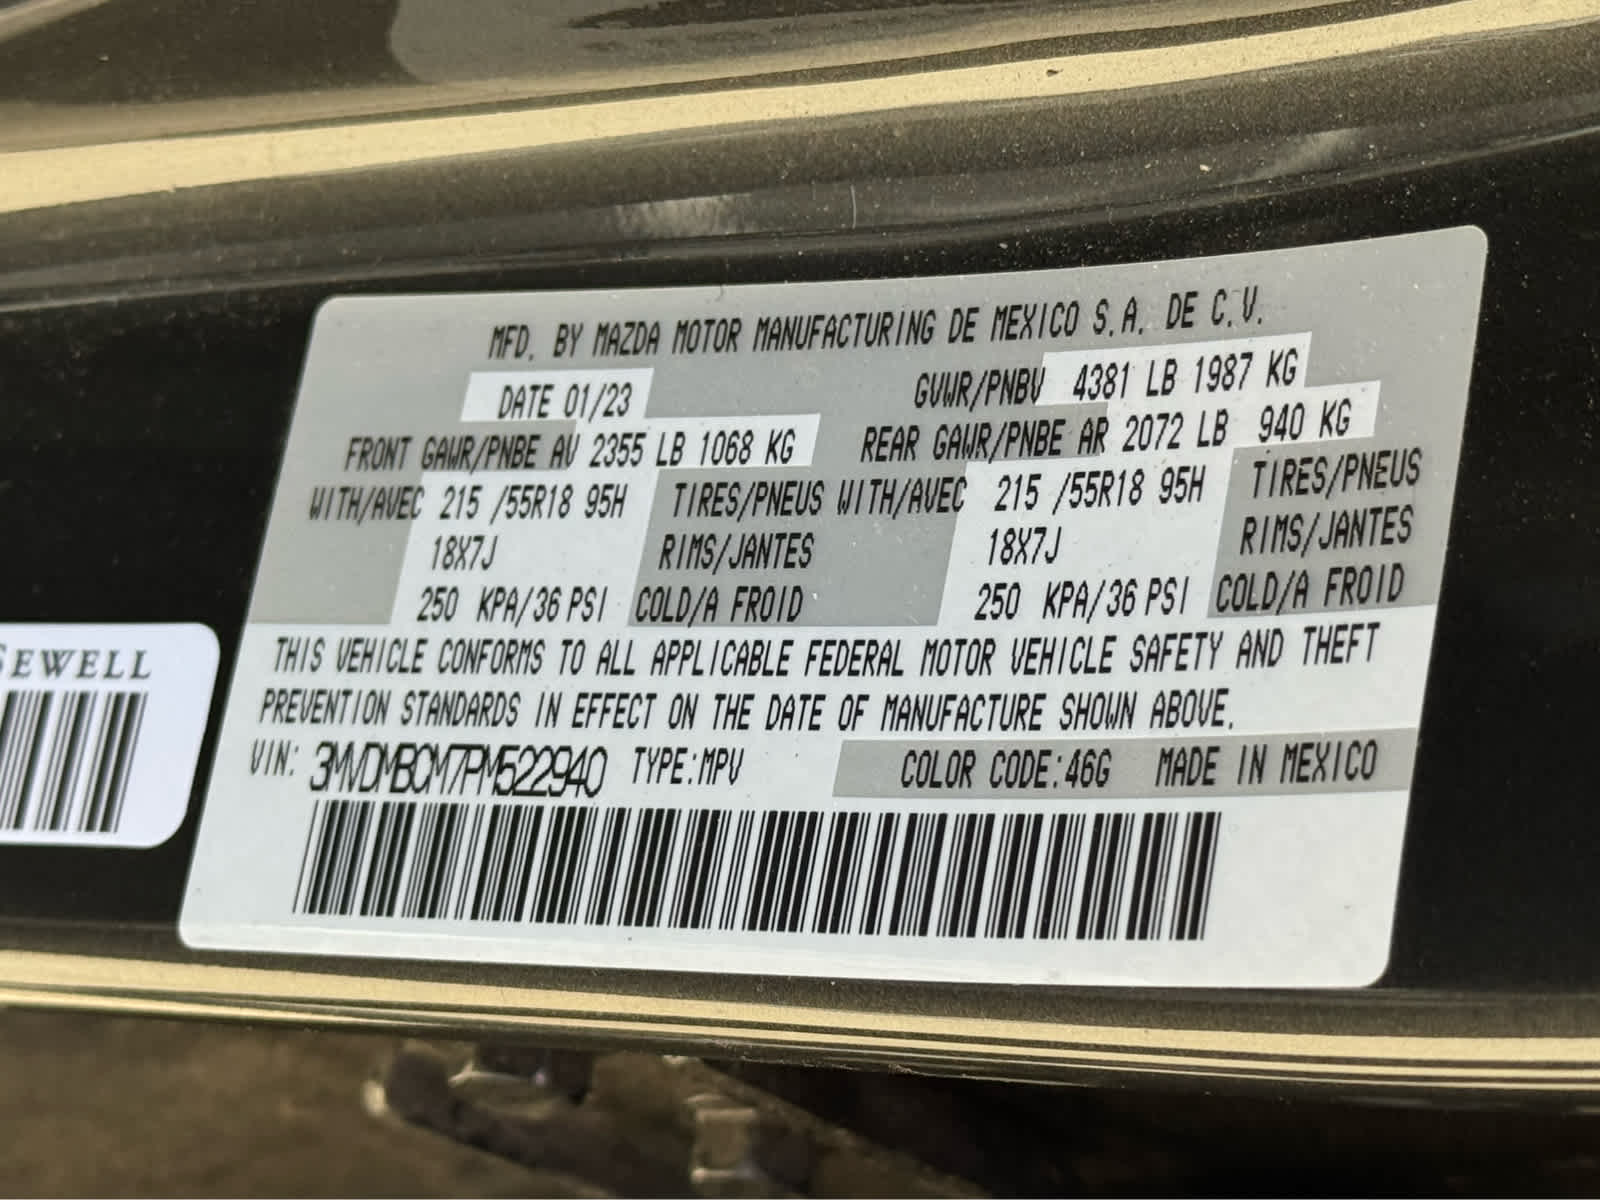 MFD. BY MAZDA MOTOR MANUFACTURING DE MEXICO S.A. DE C.V.
DATE 01/23 GVWR/PNBV 4381 LB 1987 KG
FRONT GAWR/PNBE AV 2355 LB 1068 KG REAR GAWR/PNBE AR 2072 LB 940 KG
WITH/AVEC 215 /55R18 95H TIRES/PNEUS WITH/AVEC 215 /55R18 95H TIRES/PNEUS
18X7J RIMS/JANTES 18X7J RIMS/JANTES
250 KPA/36 PSI COLD/A FROID 250 KPA/36 PSI COLD/A FROID
THIS VEHICLE CONFORMS TO ALL APPLICABLE FEDERAL MOTOR VEHICLE SAFETY AND THEFT
PREVENTION STANDARDS IN EFFECT ON THE DATE OF MANUFACTURE SHOWN ABOVE.
VIN: 3MVDMBCM7PM522940 TYPE:MPV COLOR CODE:46G MADE IN MEXICO
SEWELL